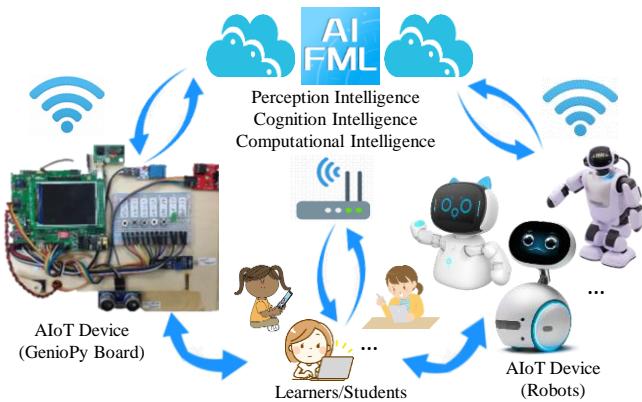 AI
FML
Perception Intelligence
Cognition Intelligence
Computational Intelligence
...
...
AIoT Device
(GenioPy Board)
Learners/Students
AIoT Device
(Robots)